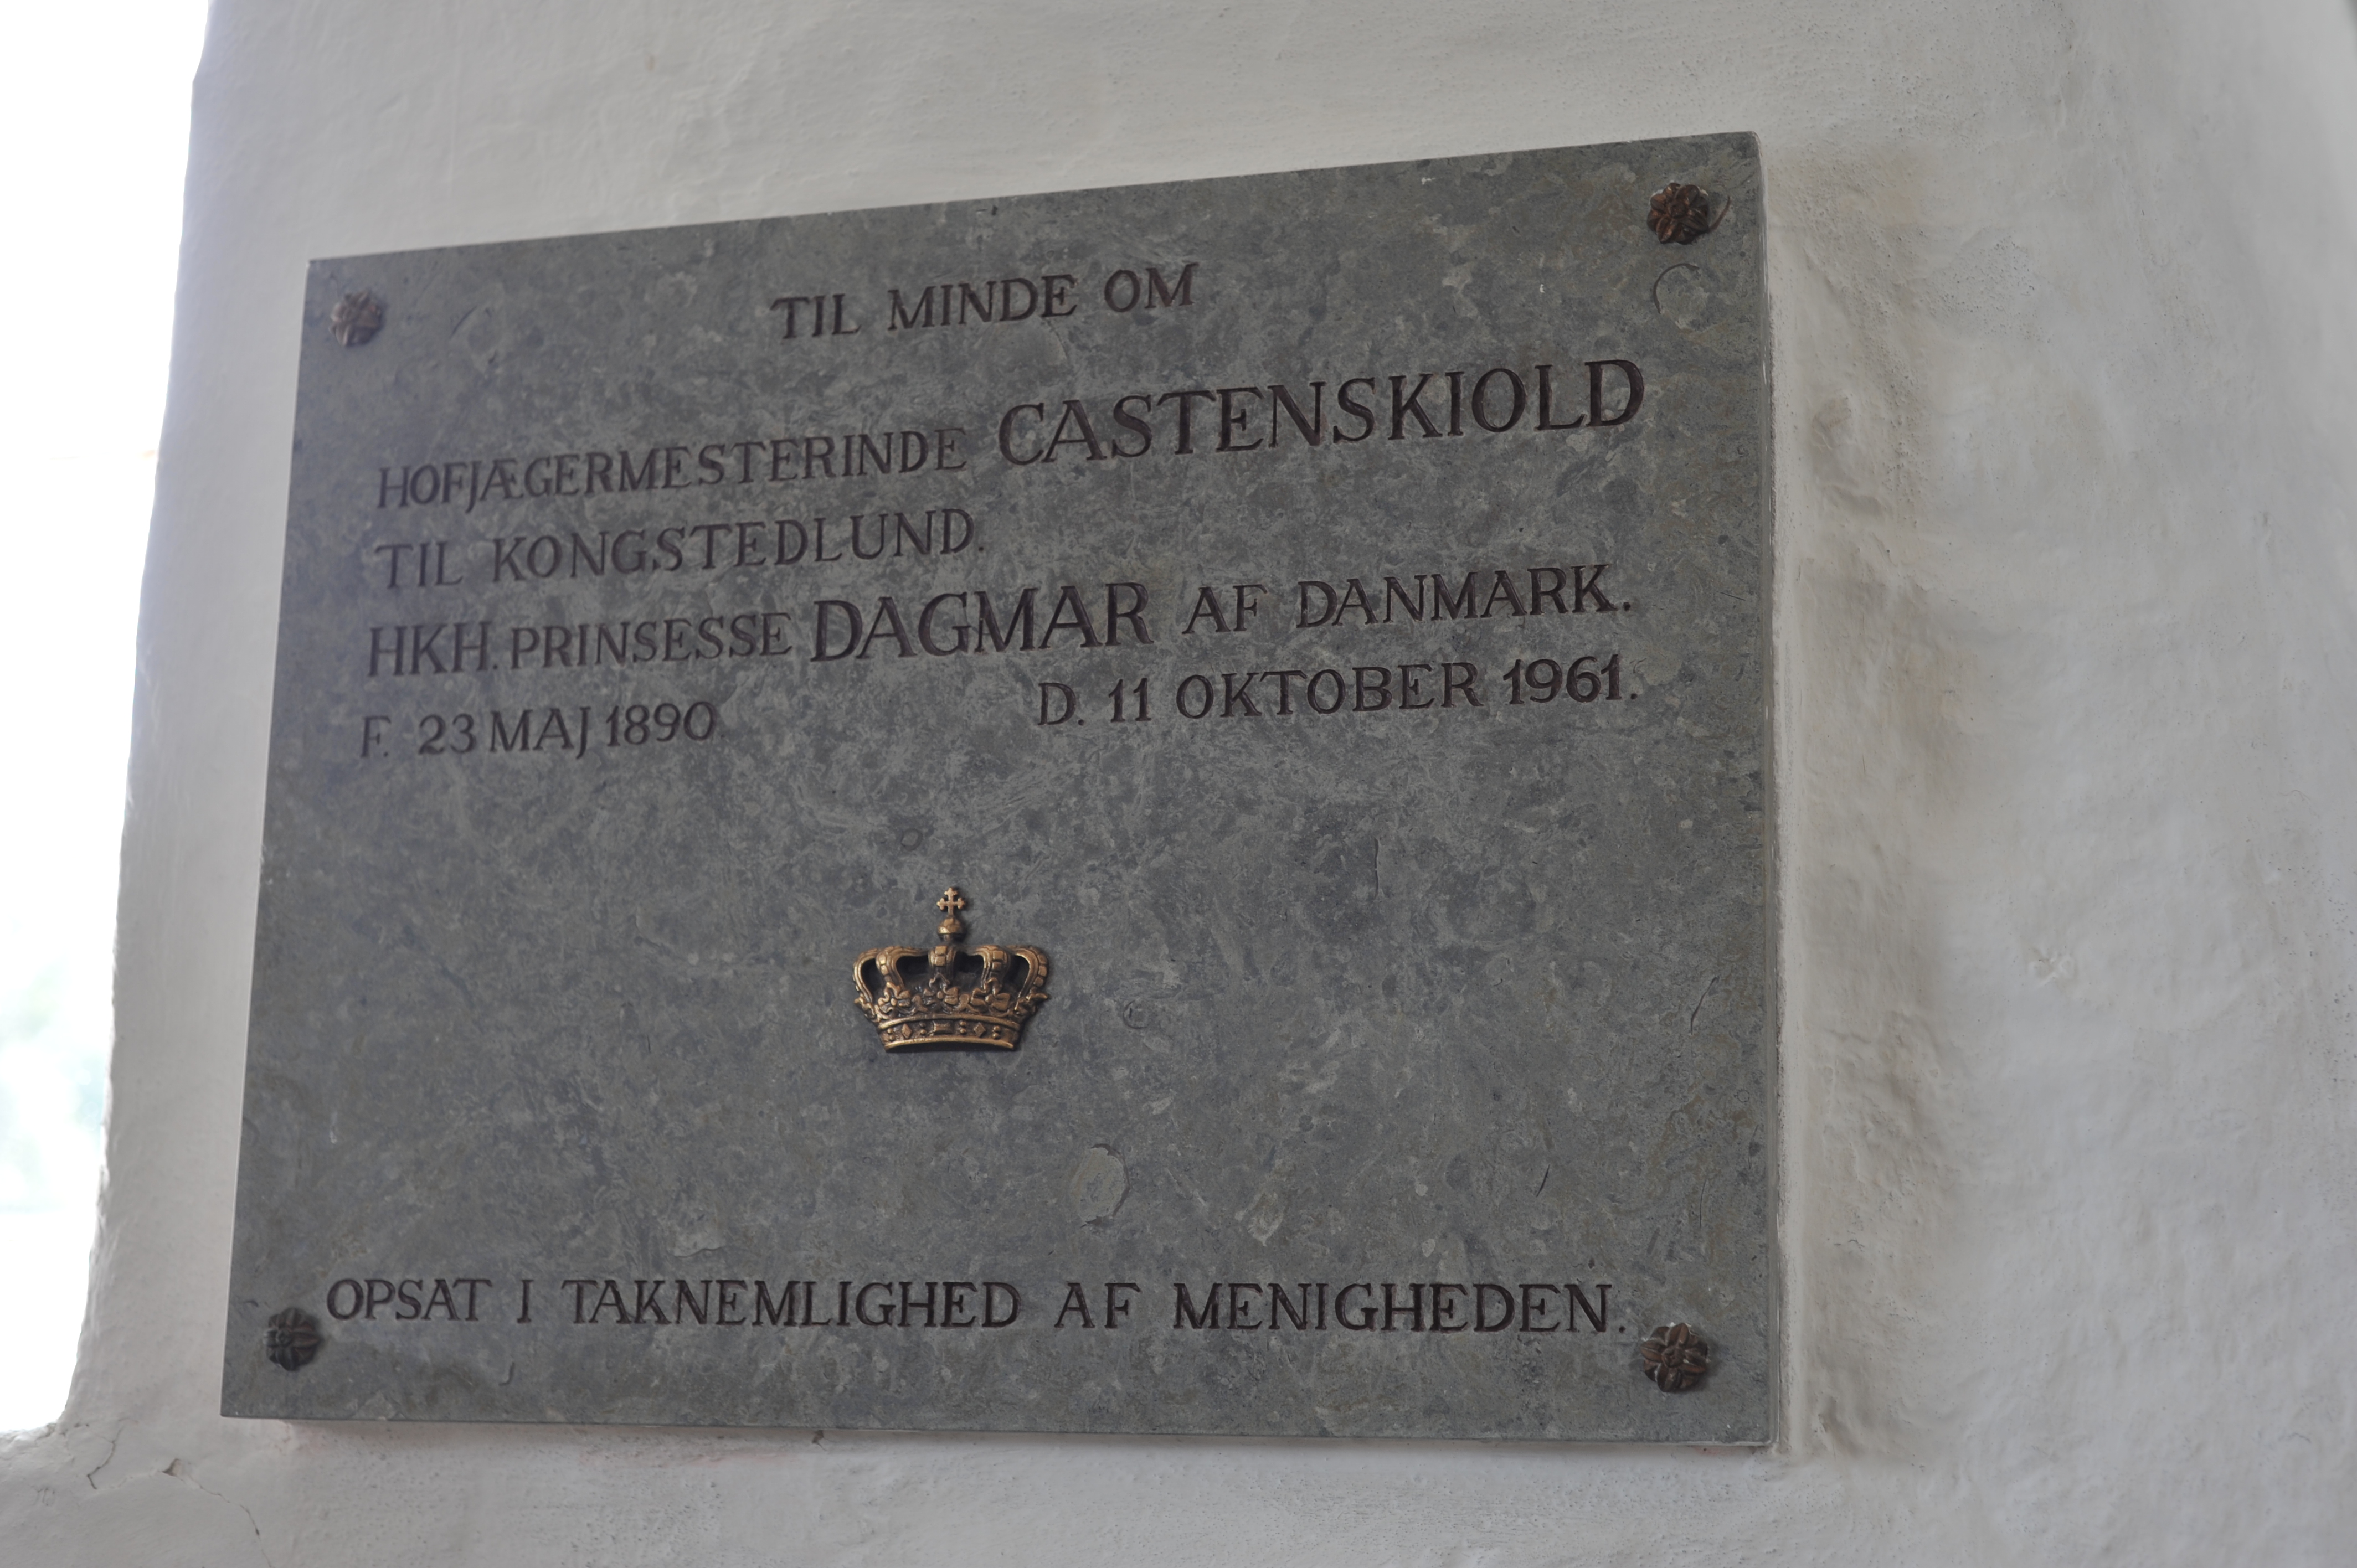 TIL MINDE OM
HOFJÆGERMESTERINDE CASTENSKIOLD
TIL KONGSTEDLUND.
HKH. PRINSESSE DAGMAR AF DANMARK.
F. 23 MAJ 1890. D. 11 OKTOBER 1961.
OPSAT I TAKNEMLIGHED AF MENIGHEDEN.